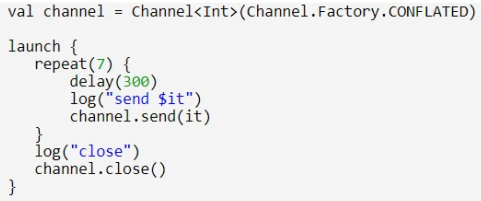 val channel = Channel<Int>(Channel.Factory.CONFLATED)
launch {
    repeat(7) {
        delay(300)
        log("send $it")
        channel.send(it)
    }
    log("close")
    channel.close()
}